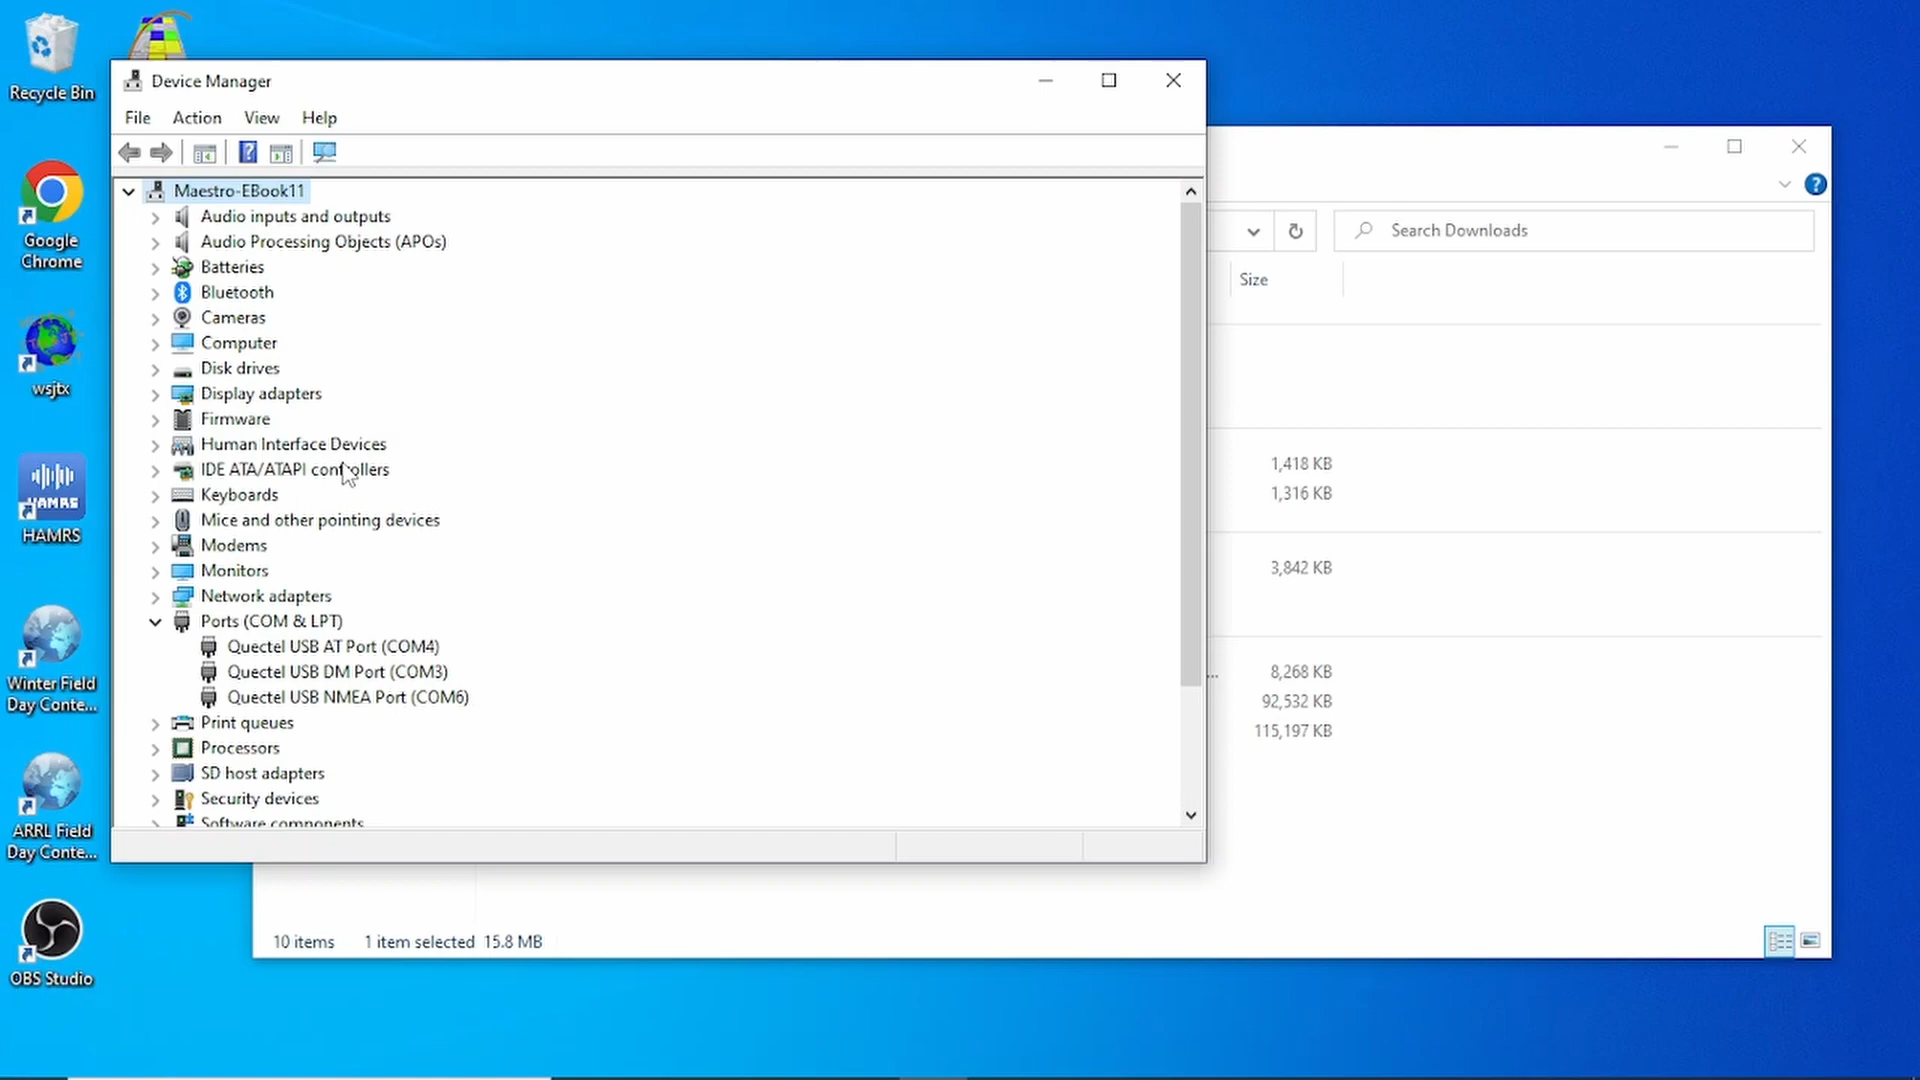 Recycle Bin
Google
Chrome
wsjtx
HAMRS
HAMRS
Winter Field
Day Conte...
ARRL Field
Day Conte...
OBS Studio
Device Manager
File Action View Help
Maestro-EBook11
Audio inputs and outputs
Audio Processing Objects (APOs)
Batteries
Bluetooth
Cameras
Computer
Disk drives
Display adapters
Firmware
Human Interface Devices
IDE ATA/ATAPI controllers
Keyboards
Mice and other pointing devices
Modems
Monitors
Network adapters
Ports (COM & LPT)
Quectel USB AT Port (COM4)
Quectel USB DM Port (COM3)
Quectel USB NMEA Port (COM6)
Print queues
Processors
SD host adapters
Security devices
Software components
Search Downloads
Size
1,418 KB
1,316 KB
3,842 KB
... 8,268 KB
92,532 KB
115,197 KB
10 items 1 item selected 15.8 MB